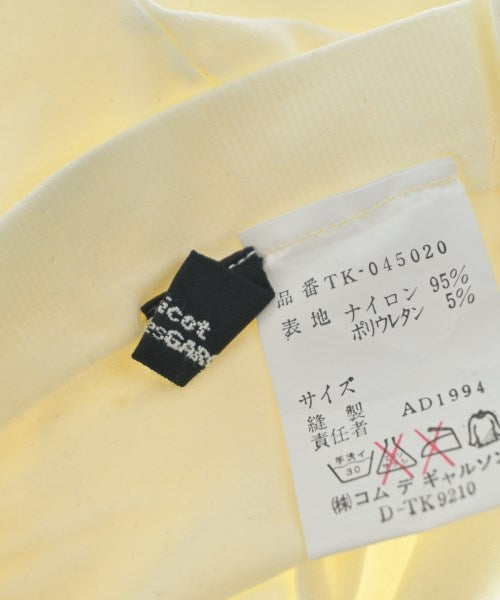 icot
esGARÇ
品番 TK-045020
表地 ナイロン 95%
ポリウレタン 5%
サイズ
縫製
責任者 AD1994
手洗イ
30
(株)コム デ ギャルソン
D-TK9210